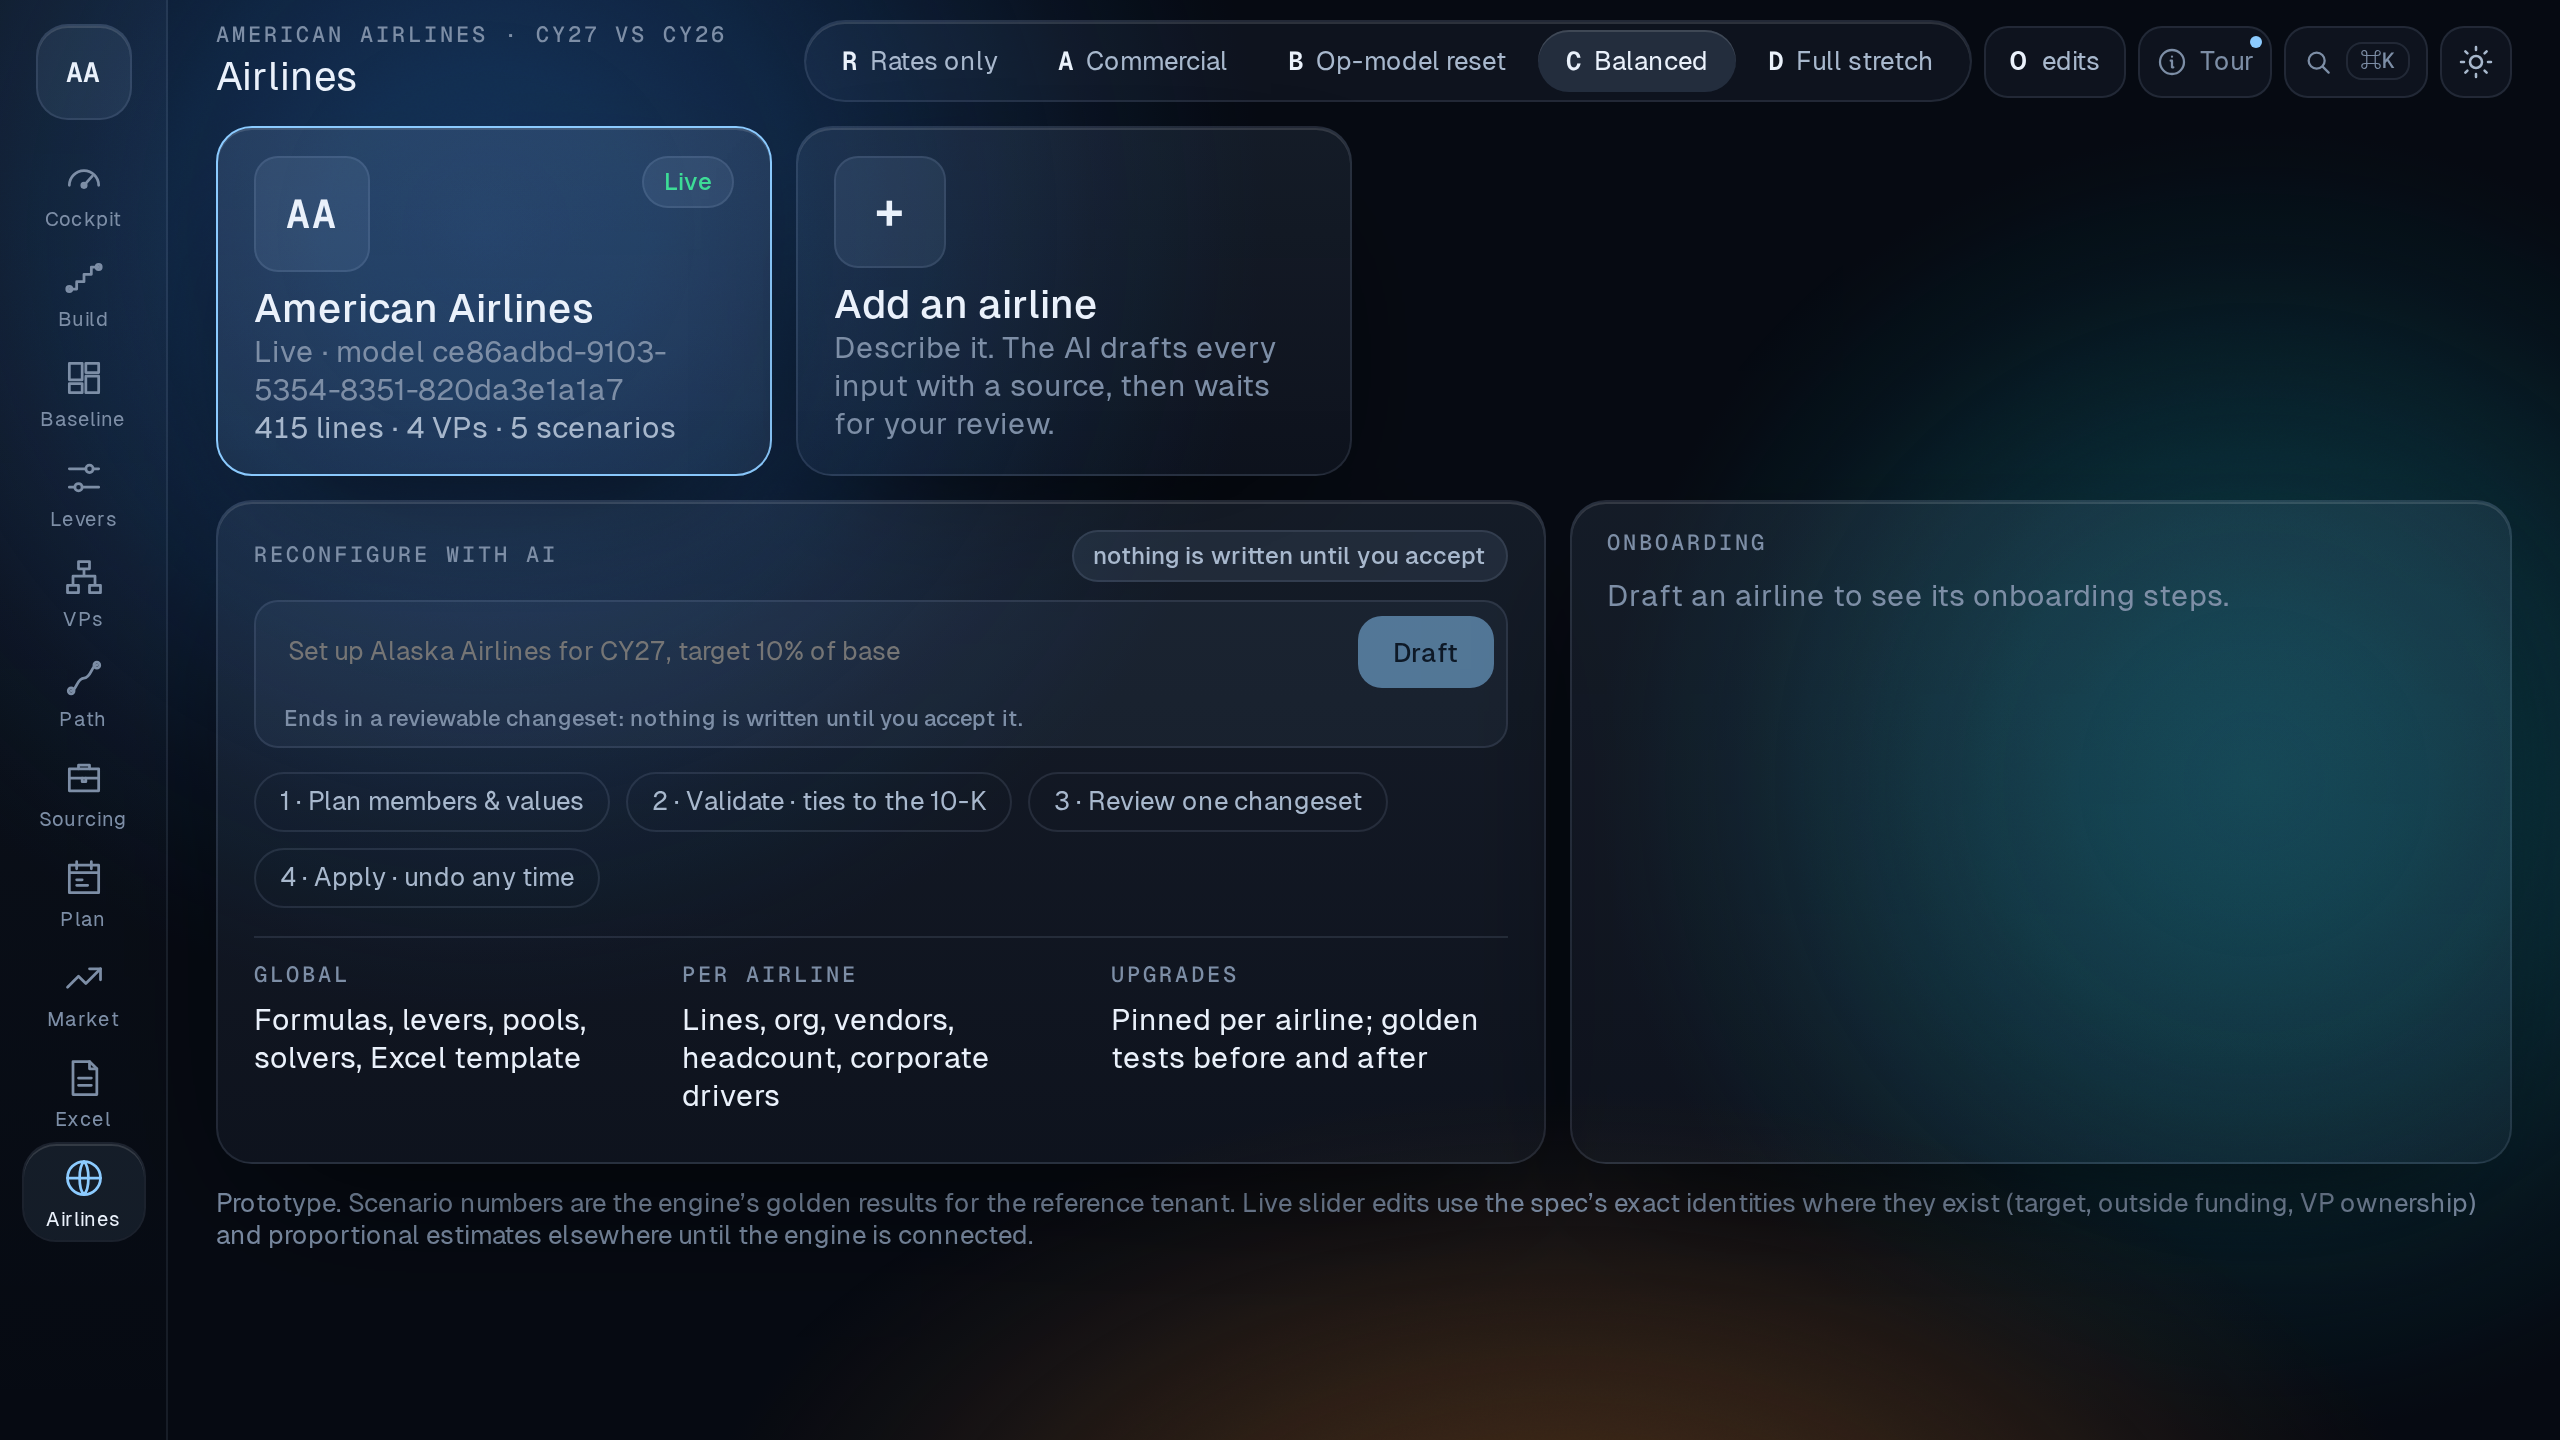 AA
Cockpit
Build
Baseline
Levers
VPs
Path
Sourcing
Plan
Market
Excel
Airlines
AMERICAN AIRLINES · CY27 VS CY26
Airlines
R Rates only
A Commercial
B Op-model reset
C Balanced
D Full stretch
0 edits
Tour
⌘K
AA
Live
American Airlines
Live · model ce86adbd-9103-
5354-8351-820da3e1a1a7
415 lines · 4 VPs · 5 scenarios
+
Add an airline
Describe it. The AI drafts every
input with a source, then waits
for your review.
RECONFIGURE WITH AI
nothing is written until you accept
Set up Alaska Airlines for CY27, target 10% of base
Draft
Ends in a reviewable changeset: nothing is written until you accept it.
1 · Plan members & values
2 · Validate · ties to the 10-K
3 · Review one changeset
4 · Apply · undo any time
GLOBAL
Formulas, levers, pools,
solvers, Excel template
PER AIRLINE
Lines, org, vendors,
headcount, corporate
drivers
UPGRADES
Pinned per airline; golden
tests before and after
ONBOARDING
Draft an airline to see its onboarding steps.
Prototype. Scenario numbers are the engine’s golden results for the reference tenant. Live slider edits use the spec’s exact identities where they exist (target, outside funding, VP ownership)
and proportional estimates elsewhere until the engine is connected.